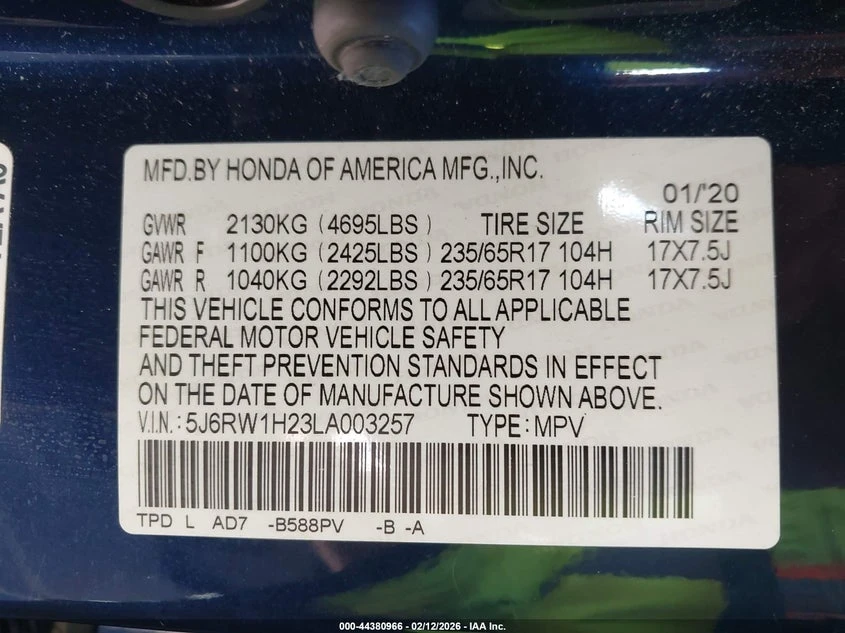 MFD.BY HONDA OF AMERICA MFG.,INC.
01/'20
GVWR 2130KG (4695LBS) TIRE SIZE RIM SIZE
GAWR F 1100KG (2425LBS) 235/65R17 104H 17X7.5J
GAWR R 1040KG (2292LBS) 235/65R17 104H 17X7.5J
THIS VEHICLE CONFORMS TO ALL APPLICABLE
FEDERAL MOTOR VEHICLE SAFETY
AND THEFT PREVENTION STANDARDS IN EFFECT
ON THE DATE OF MANUFACTURE SHOWN ABOVE.
V.I.N.: 5J6RW1H23LA003257 TYPE: MPV
TPD L AD7 -B588PV -B -A
000-44380966 - 02/12/2026 - IAA Inc.